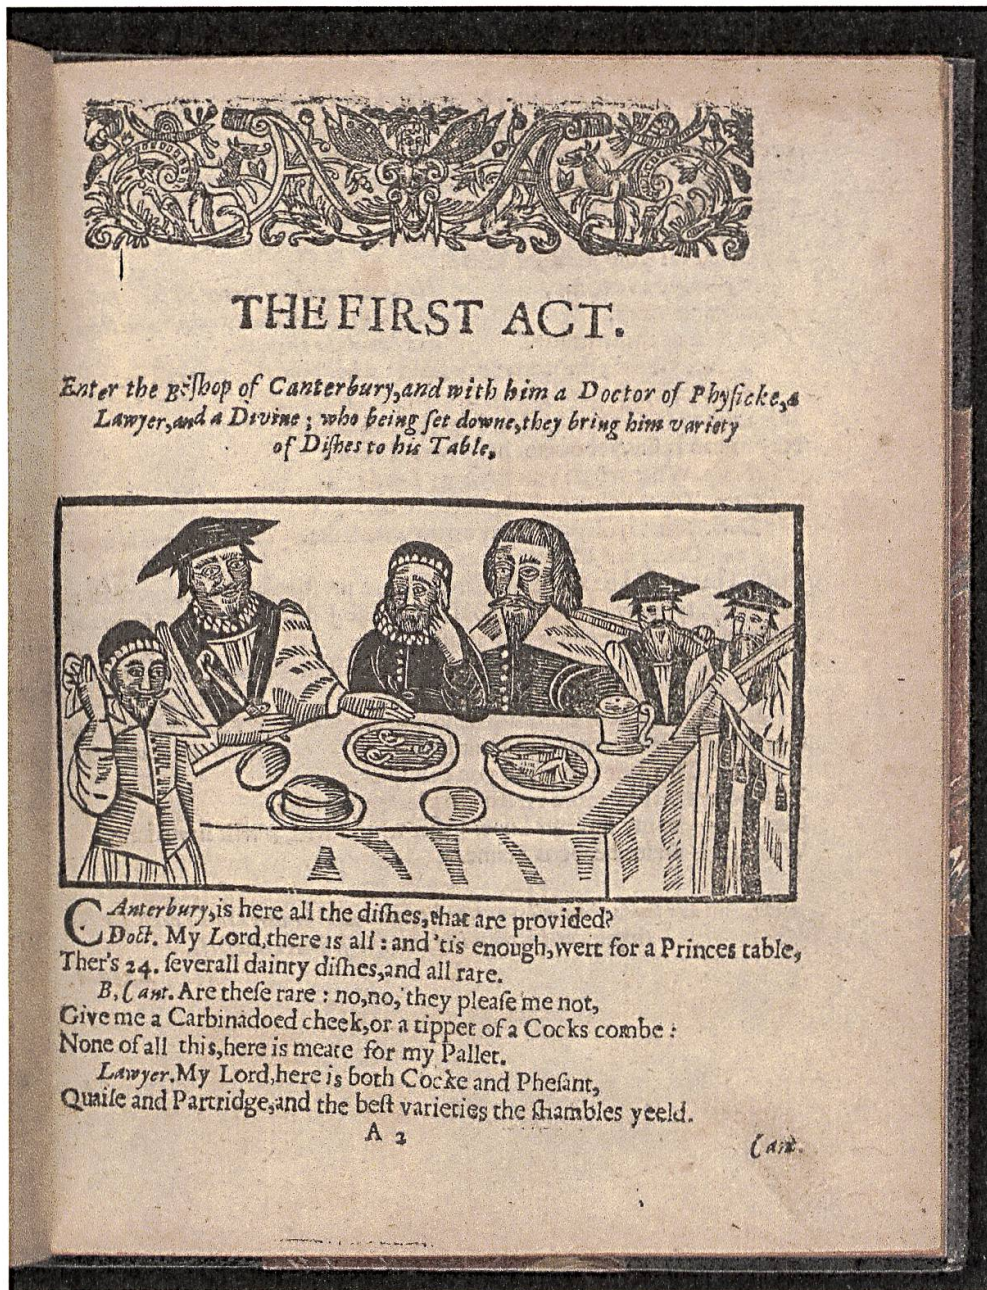 THE FIRST ACT.
Enter the Biſhop of Canterbury, and with him a Doctor of Phyſicke, a
Lawyer, and a Divine; who being ſet downe, they bring him variety
of Diſhes to his Table.
CAnterbury, is here all the diſhes, that are provided?
Doct. My Lord, there is all: and 'tis enough, wert for a Princes table,
Ther's 24. ſeverall dainty diſhes, and all rare.
B. Cant. Are theſe rare: no, no, they pleaſe me not,
Give me a Carbinadoed cheek, or a tippet of a Cocks combe:
None of all this, here is meate for my Pallet.
Lawyer. My Lord, here is both Cocke and Pheſant,
Quaile and Partridge, and the beſt varieties the ſhambles yeeld.
A 2
Cant.